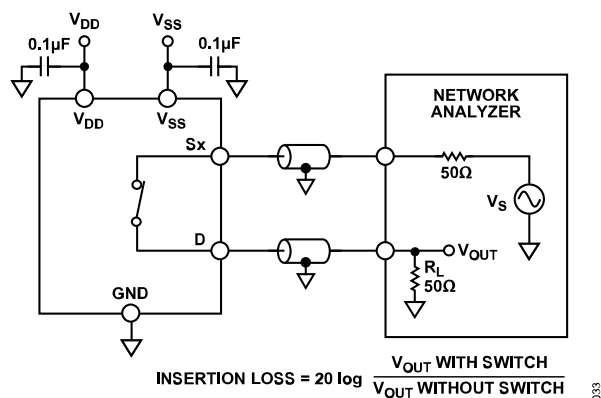 VDD
VSS
0.1µF
0.1µF
VDD
VSS
NETWORK
ANALYZER
Sx
50Ω
VS
D
VOUT
RL
50Ω
GND
INSERTION LOSS = 20 log VOUT WITH SWITCH
VOUT WITHOUT SWITCH
033